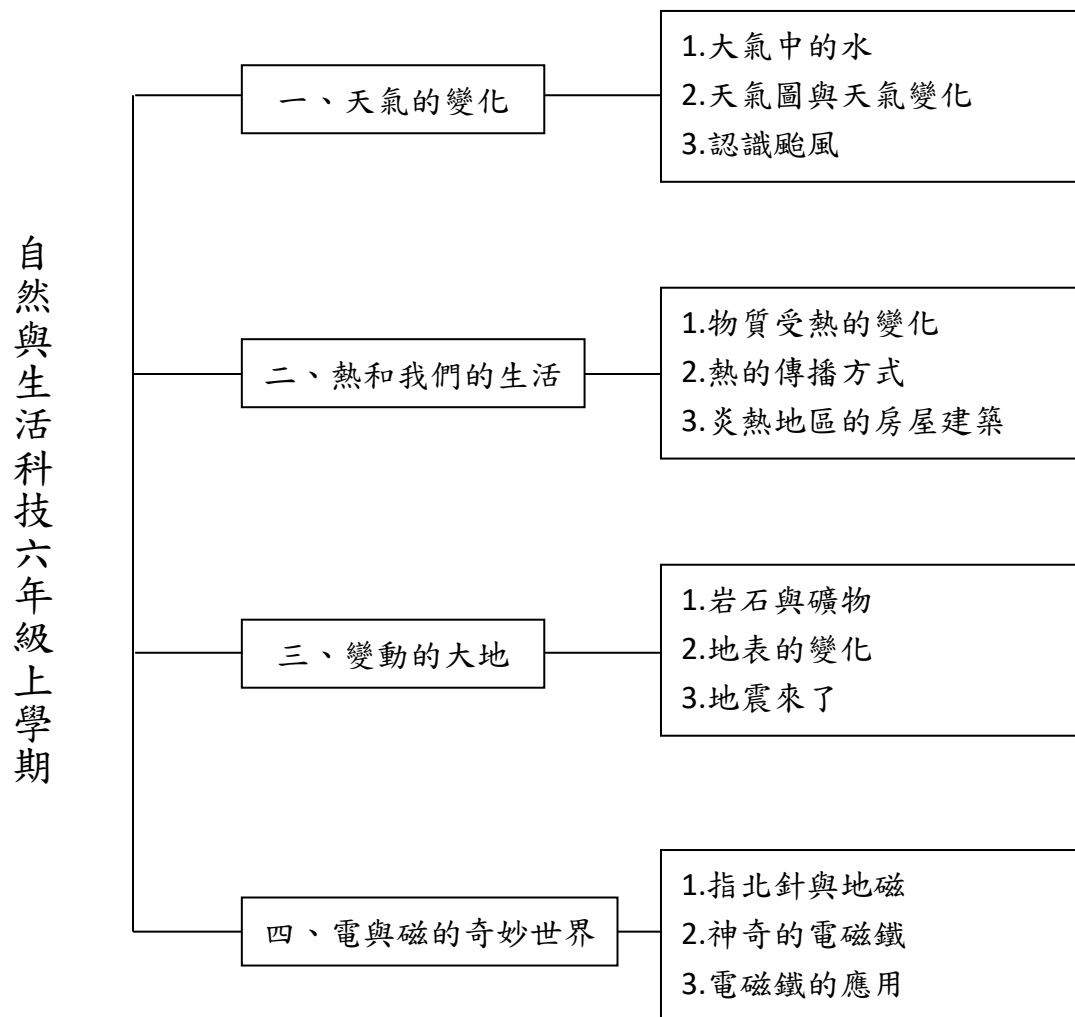 自然與生活科技六年級上學期
一、天氣的變化
1.大氣中的水
2.天氣圖與天氣變化
3.認識颱風
二、熱和我們的生活
1.物質受熱的變化
2.熱的傳播方式
3.炎熱地區的房屋建築
三、變動的大地
1.岩石與礦物
2.地表的變化
3.地震來了
四、電與磁的奇妙世界
1.指北針與地磁
2.神奇的電磁鐵
3.電磁鐵的應用